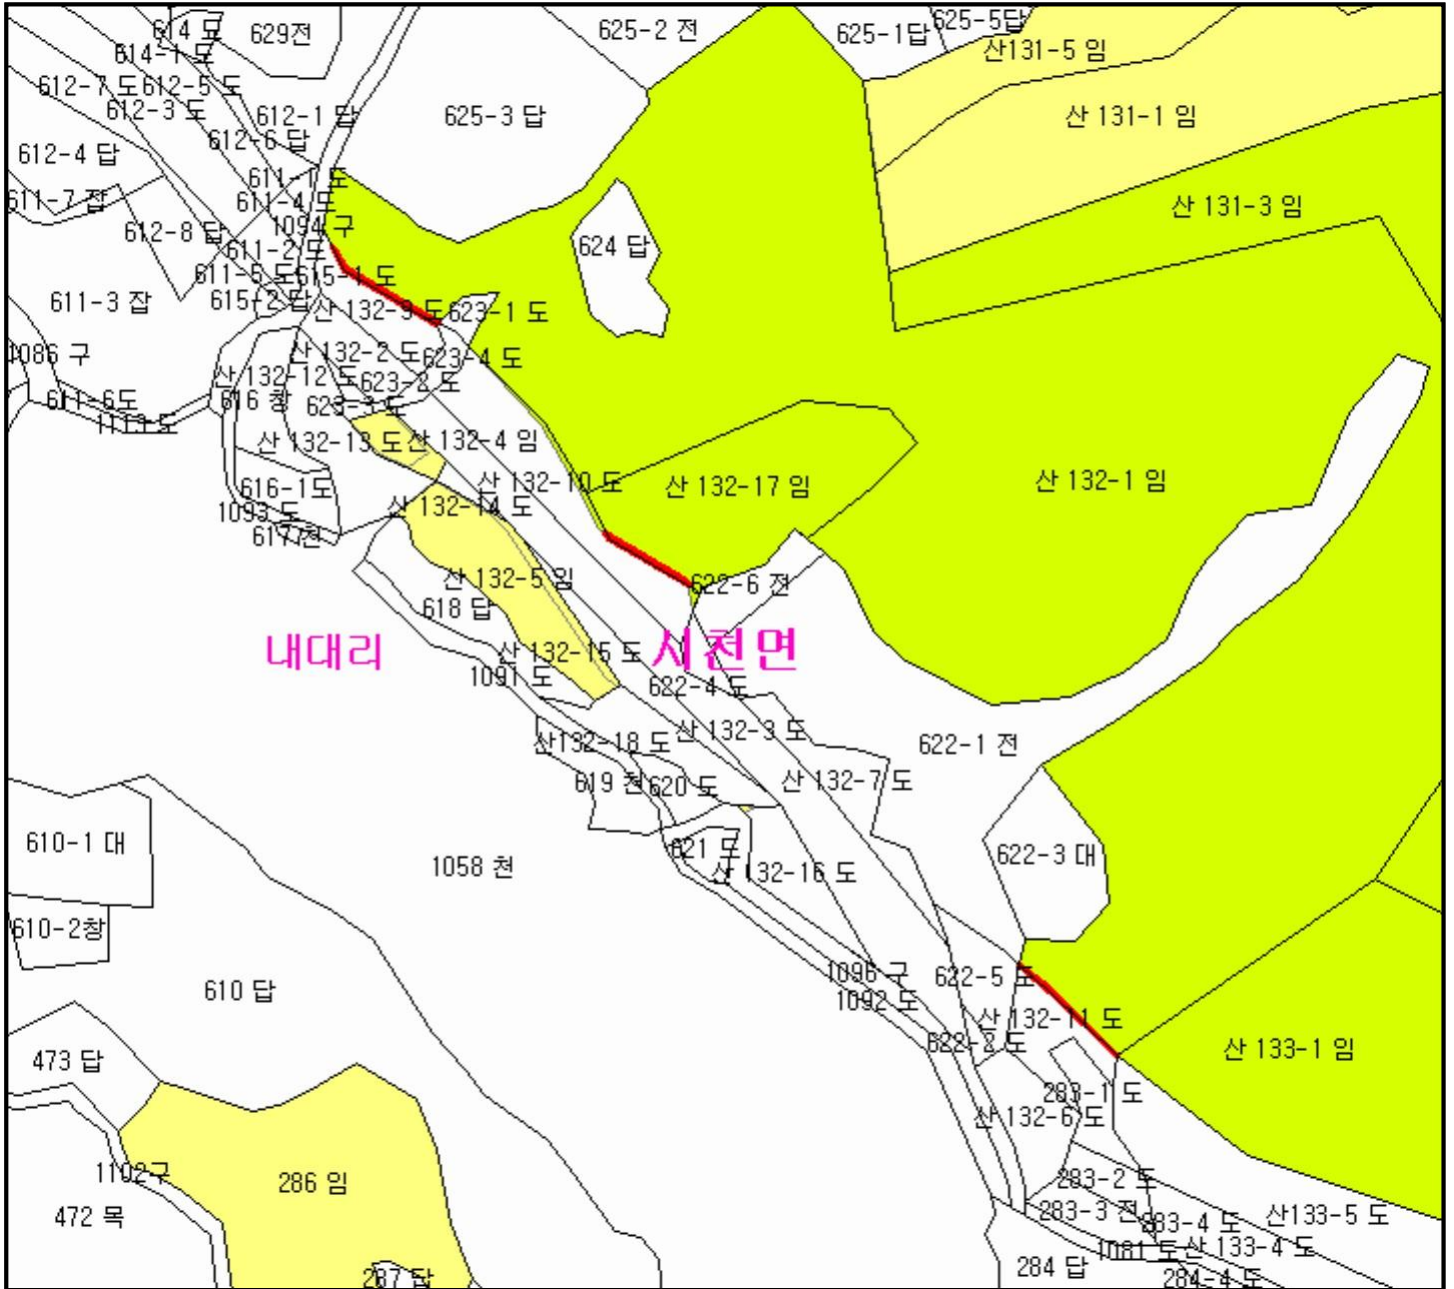 614 도
629전
625-2 전
625-1답
625-5답
614-1 도
산131-5 임
612-7 도
612-5 도
612-3 도
612-1 답
625-3 답
산 131-1 임
612-6 답
612-4 답
611-1 도
611-7 잡
611-4 도
산 131-3 임
1094 구
612-8 답
611-2 도
624 답
611-5 도
615-1 도
611-3 잡
615-2 답
산 132-9 도
623-1 도
1086 구
산 132-2 도
623-4 도
산 132-12 도
623-2 도
611-6도
616 창
623-3 도
1113 도
산 132-13 도
산 132-4 임
616-1도
산 132-10 도
산 132-17 임
산 132-1 임
1093 도
산 132-14 도
617 천
산 132-5 임
622-6 전
618 답
내대리
산 132-15 도
시천면
1091 도
622-4 도
산132-18 도
산 132-3 도
622-1 전
619 천
620 도
산 132-7 도
610-1 대
1058 천
621 도
622-3 대
산 132-16 도
610-2창
1096 구
622-5 도
610 답
1092 도
산 132-11 도
622-2 도
473 답
산 133-1 임
283-1 도
산 132-6 도
1102구
286 임
283-2 도
472 목
283-3 전
283-4 도
산133-5 도
1081 도
산 133-4 도
284 답
287 답
284-4 도